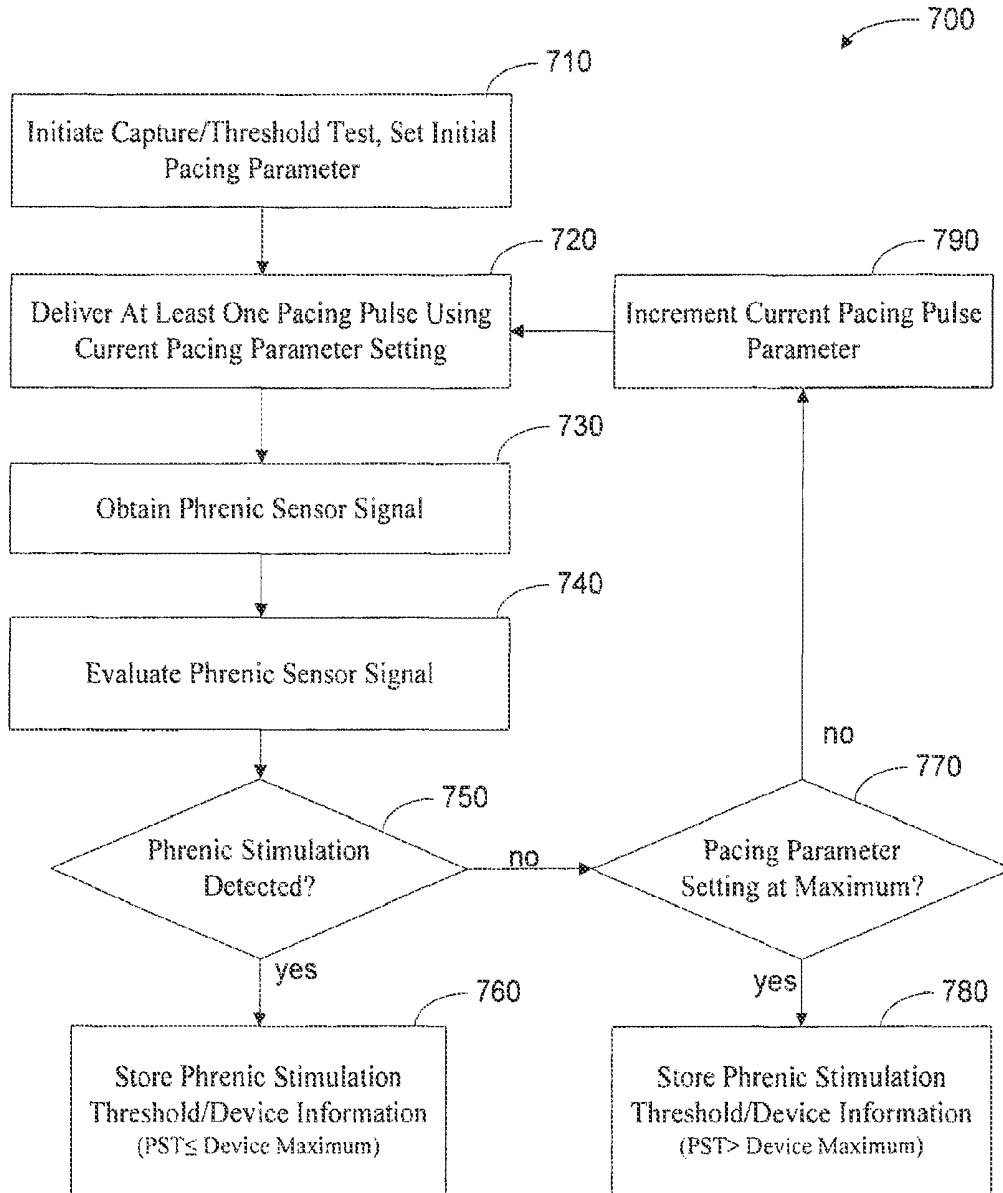 700
710
Initiate Capture/Threshold Test, Set Initial
Pacing Parameter
720
Deliver At Least One Pacing Pulse Using
Current Pacing Parameter Setting
790
Increment Current Pacing Pulse
Parameter
730
Obtain Phrenic Sensor Signal
740
Evaluate Phrenic Sensor Signal
750
Phrenic Stimulation
Detected?
no
770
Pacing Parameter
Setting at Maximum?
no
yes
760
Store Phrenic Stimulation
Threshold/Device Information
(PST≤ Device Maximum)
yes
780
Store Phrenic Stimulation
Threshold/Device Information
(PST> Device Maximum)